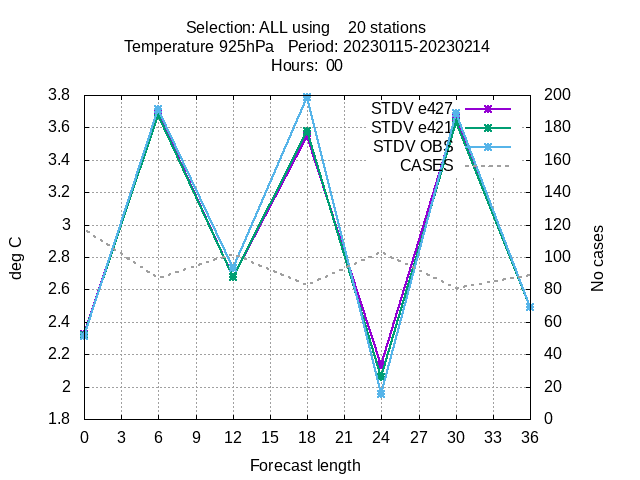 Selection: ALL using 20 stations
Temperature 925hPa Period: 20230115-20230214
Hours: 00
3.8
3.6
3.4
3.2
3
2.8
2.6
2.4
2.2
2
1.8
deg C
STDV e427
STDV e421
STDV OBS
CASES
200
180
160
140
120
100
80
60
40
20
0
No cases
0 3 6 9 12 15 18 21 24 27 30 33 36
Forecast length